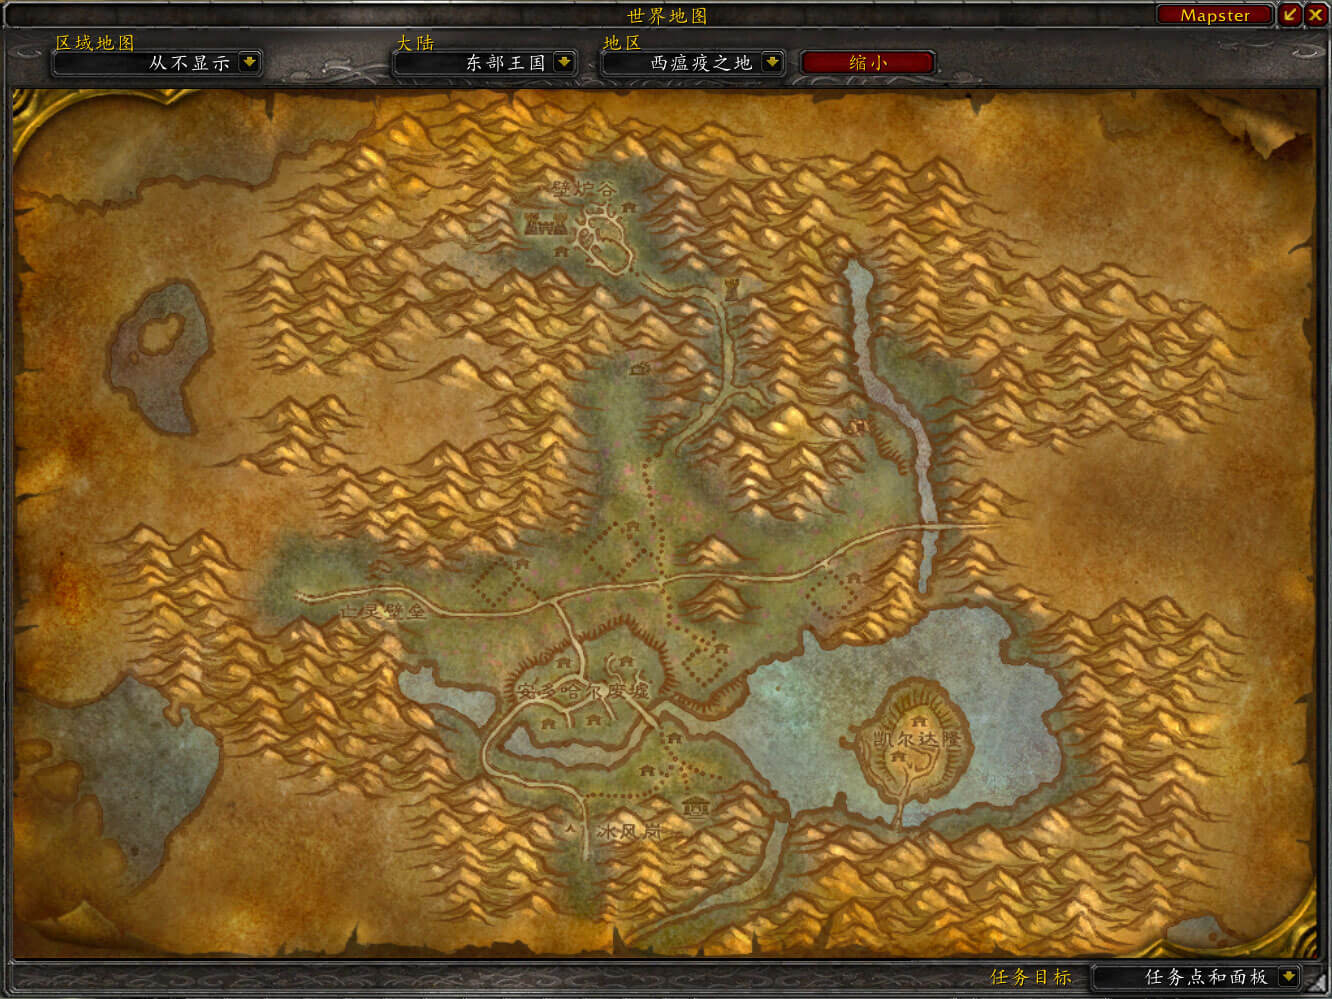 世界地图
Mapster
区域地图
大陆
地区
从不显示
东部王国
西瘟疫之地
缩小
壁炉谷
亡灵壁垒
安多哈尔废墟
凯尔达隆
冰风岗
任务目标
任务点和面板